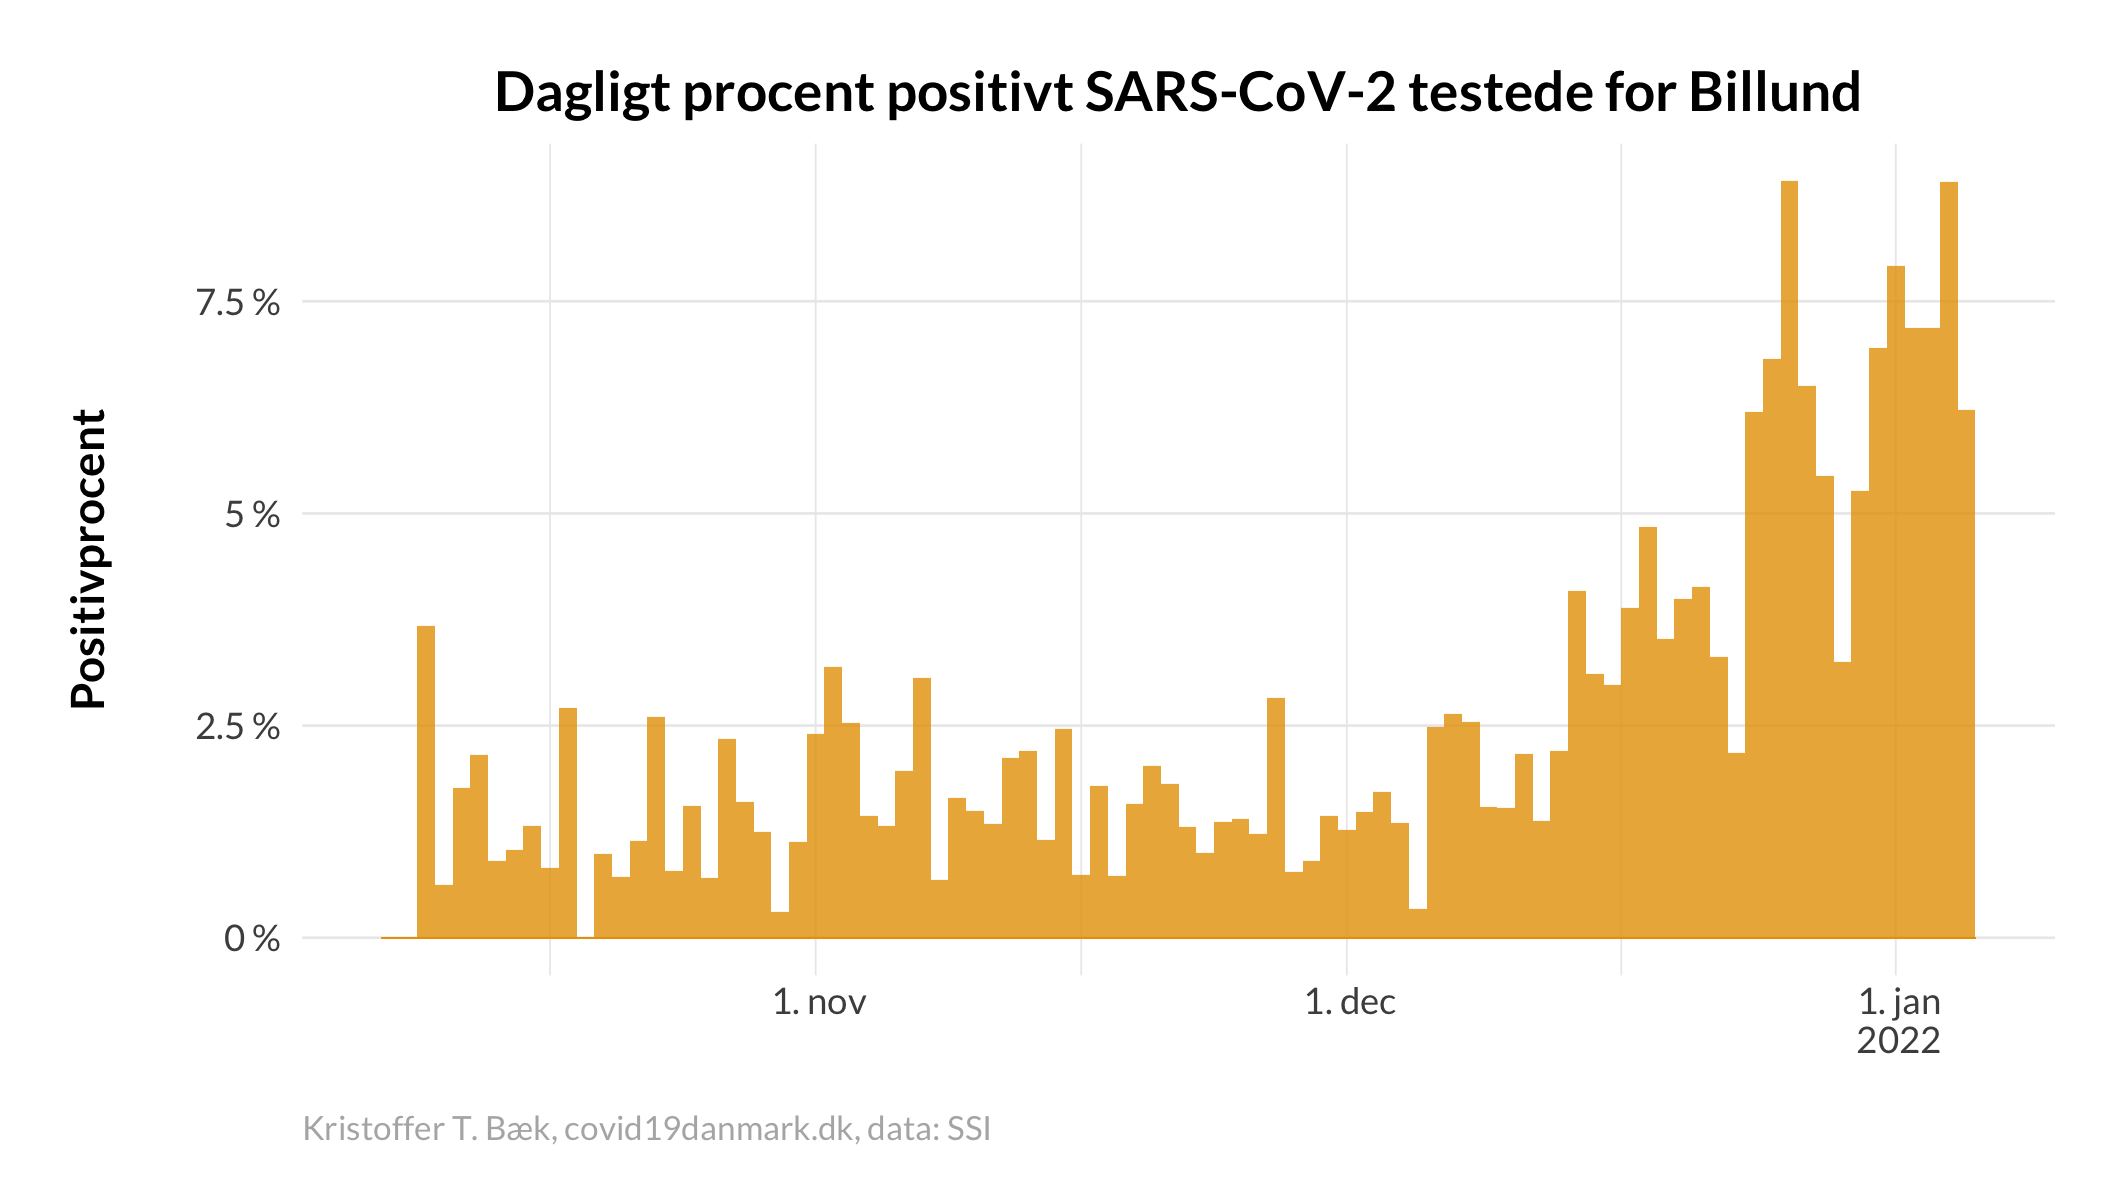 Dagligt procent positivt SARS-CoV-2 testede for Billund
Positivprocent
7.5 %
5 %
2.5 %
0 %
1. nov
1. dec
1. jan
2022
Kristoffer T. Bæk, covid19danmark.dk, data: SSI